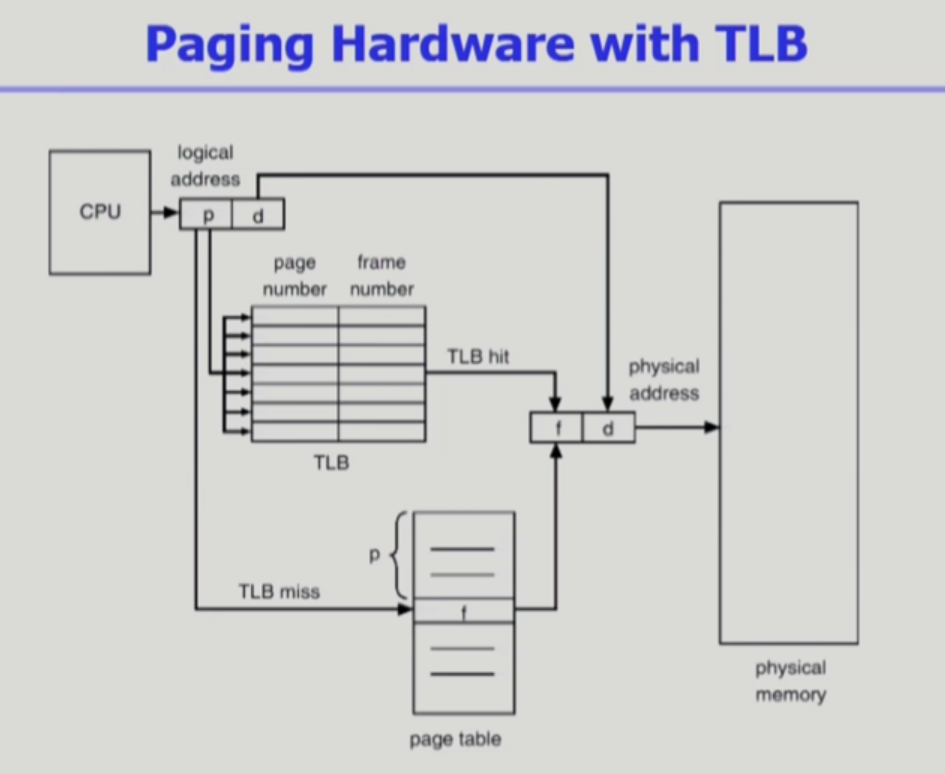 Paging Hardware with TLB
logical
address
CPU
p
d
page
number
frame
number
TLB hit
physical
address
f
d
TLB
p
TLB miss
f
physical
memory
page table